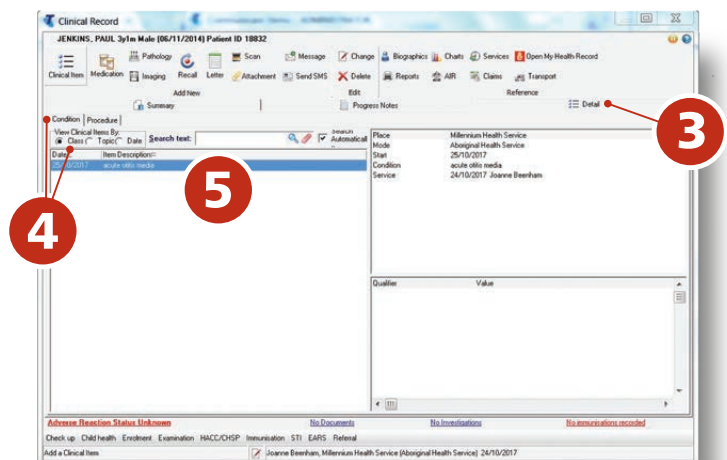 Clinical Record
JENKINS, PAUL 3y1m Male (06/11/2014) Patient ID 18832
Clinical Item Medication Pathology Imaging Recall Letter Scan Attachment Message Send SMS
Add New
Change Delete
Edit
Biographics Charts Services Open My Health Record
Reports AIR Claims Transport
Reference
Summary Progress Notes Detail
3
Condition Procedure
View Clinical Items By:
Class Topic Date Search text: Search Automaticall
Date Item Description
25/10/2017 acute otitis media
4
5
Place Millennium Health Service
Mode Aboriginal Health Service
Start 25/10/2017
Condition acute otitis media
Service 24/10/2017 Joanne Beenham
Qualifier Value
Adverse Reaction Status Unknown No Documents No Investigations No immunisations recorded
Check up Child health Enrolment Examination HACC/CHSP Immunisation STI EARS Referral
Add a Clinical Item Joanne Beenham, Millennium Health Service (Aboriginal Health Service) 24/10/2017